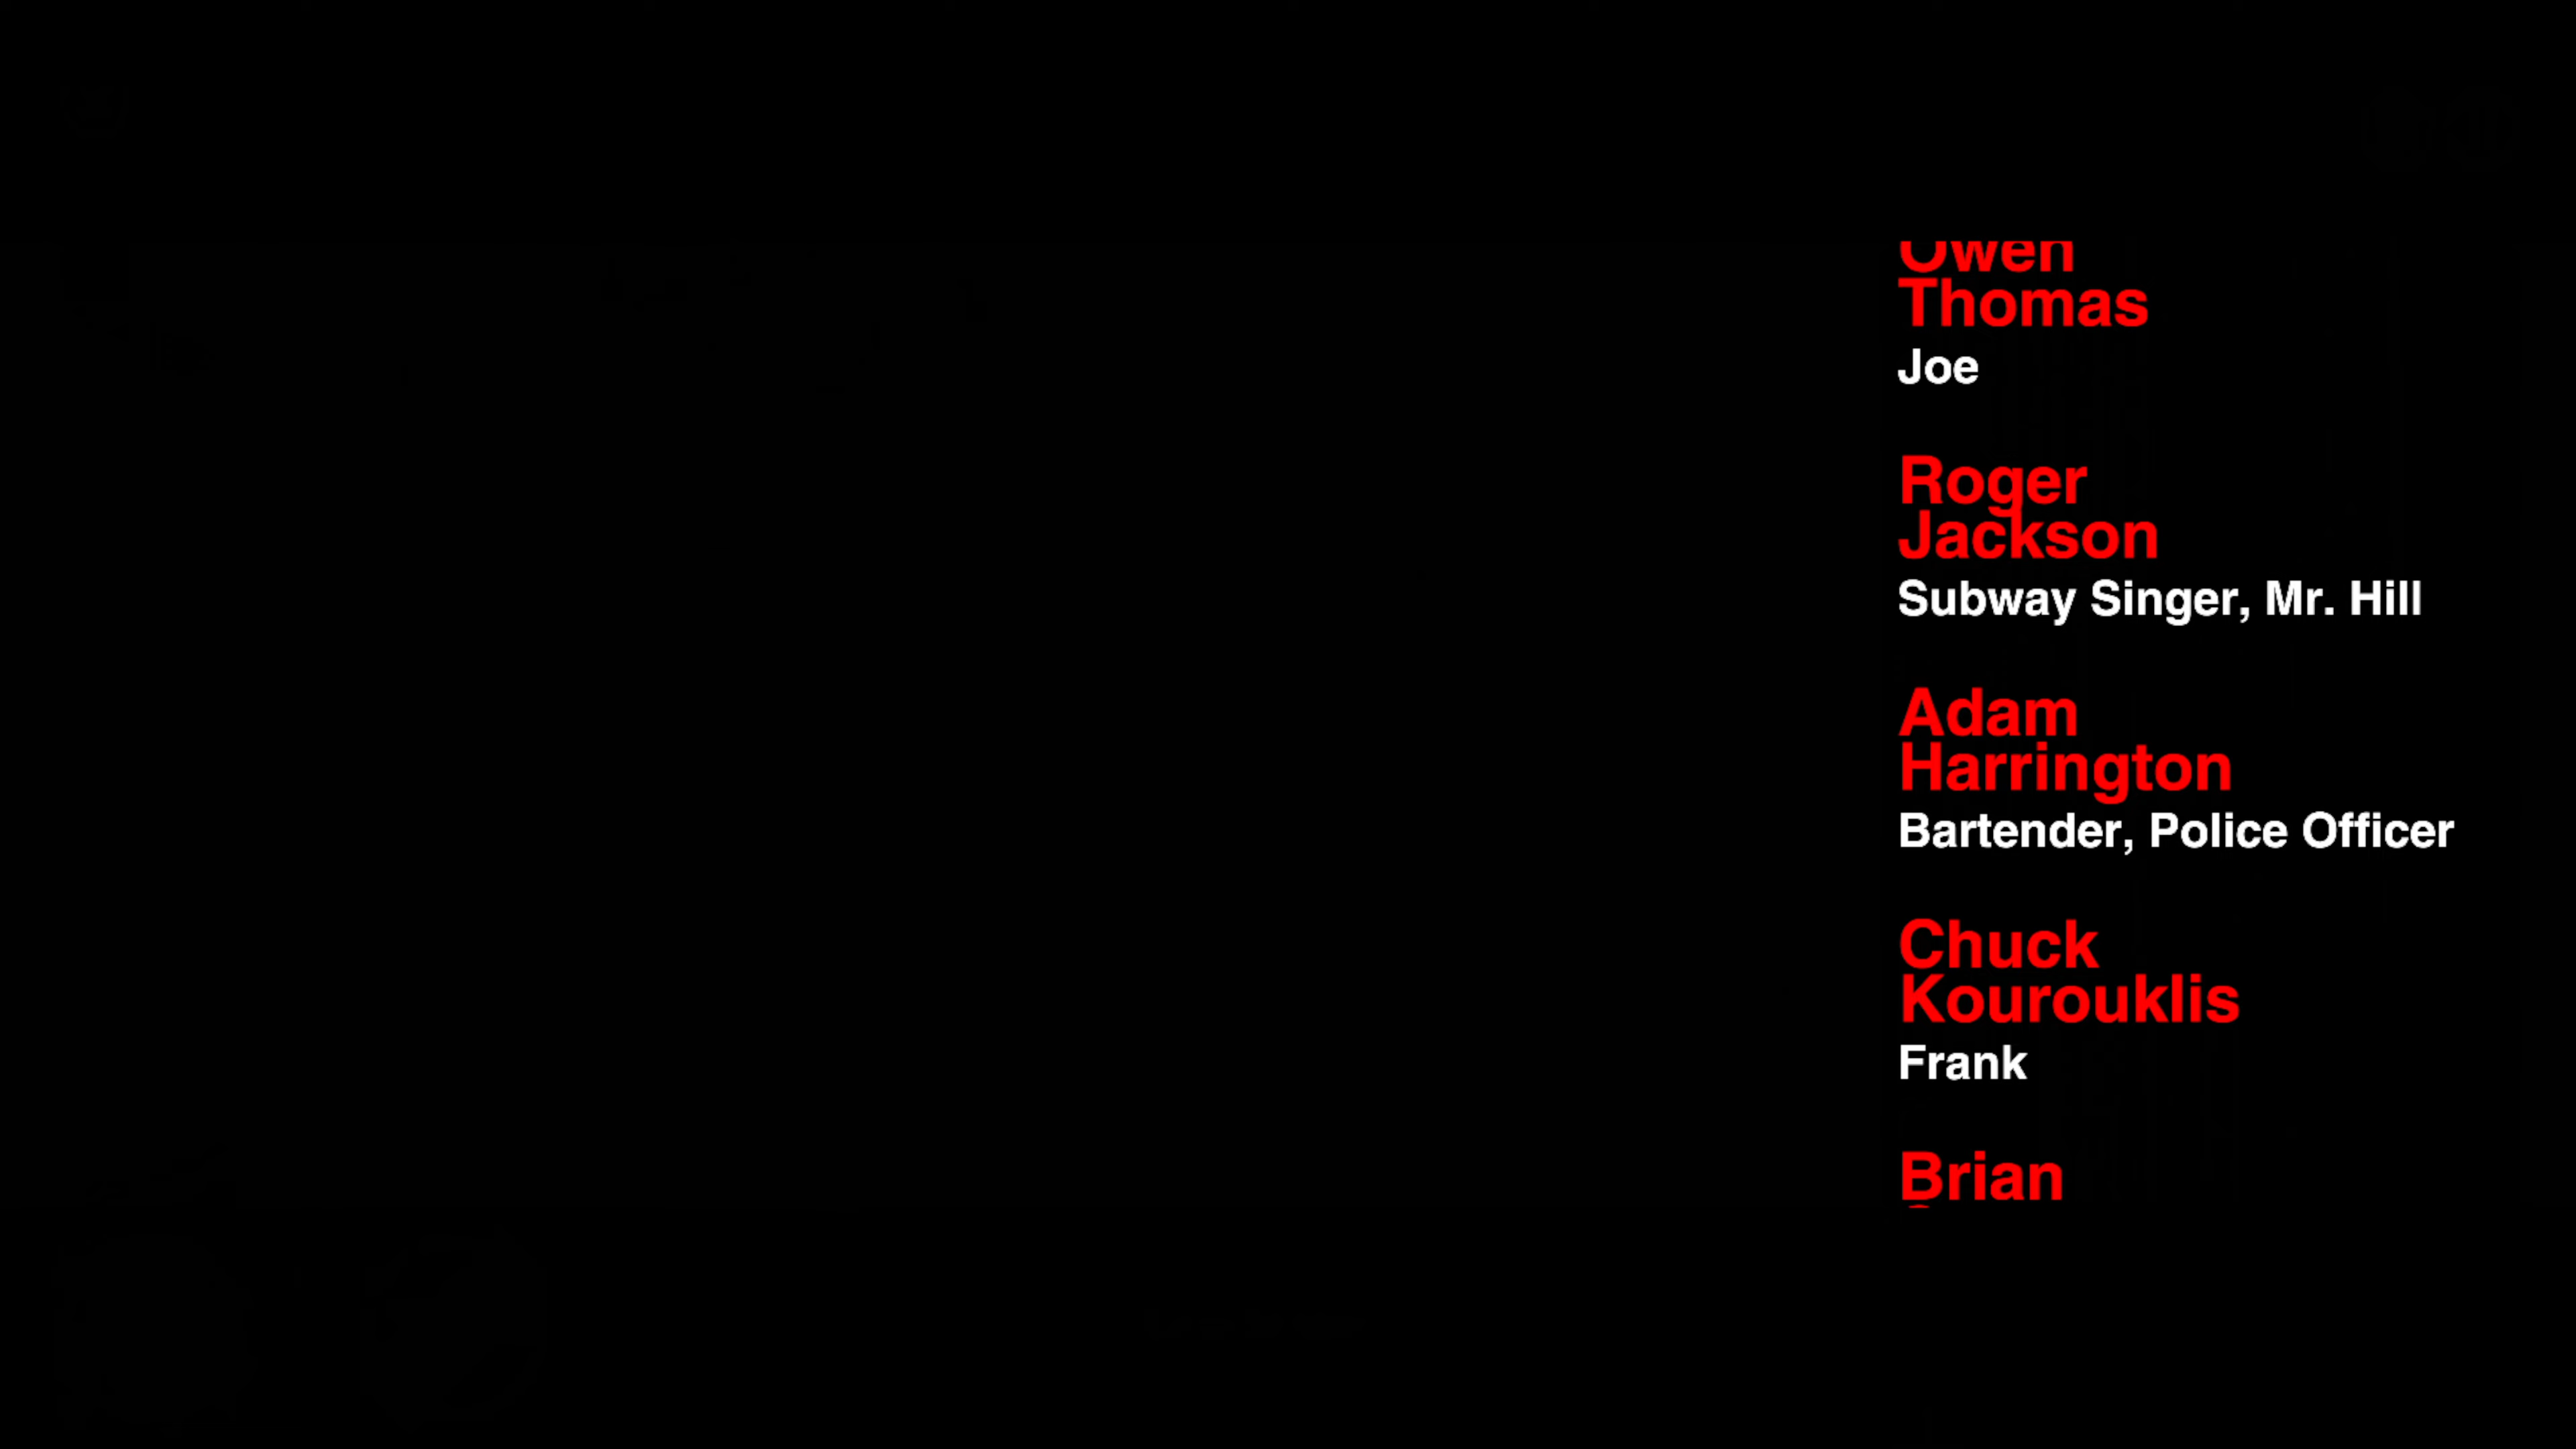 Owen
Thomas
Joe
Roger
Jackson
Subway Singer, Mr. Hill
Adam
Harrington
Bartender, Police Officer
Chuck
Kourouklis
Frank
Brian